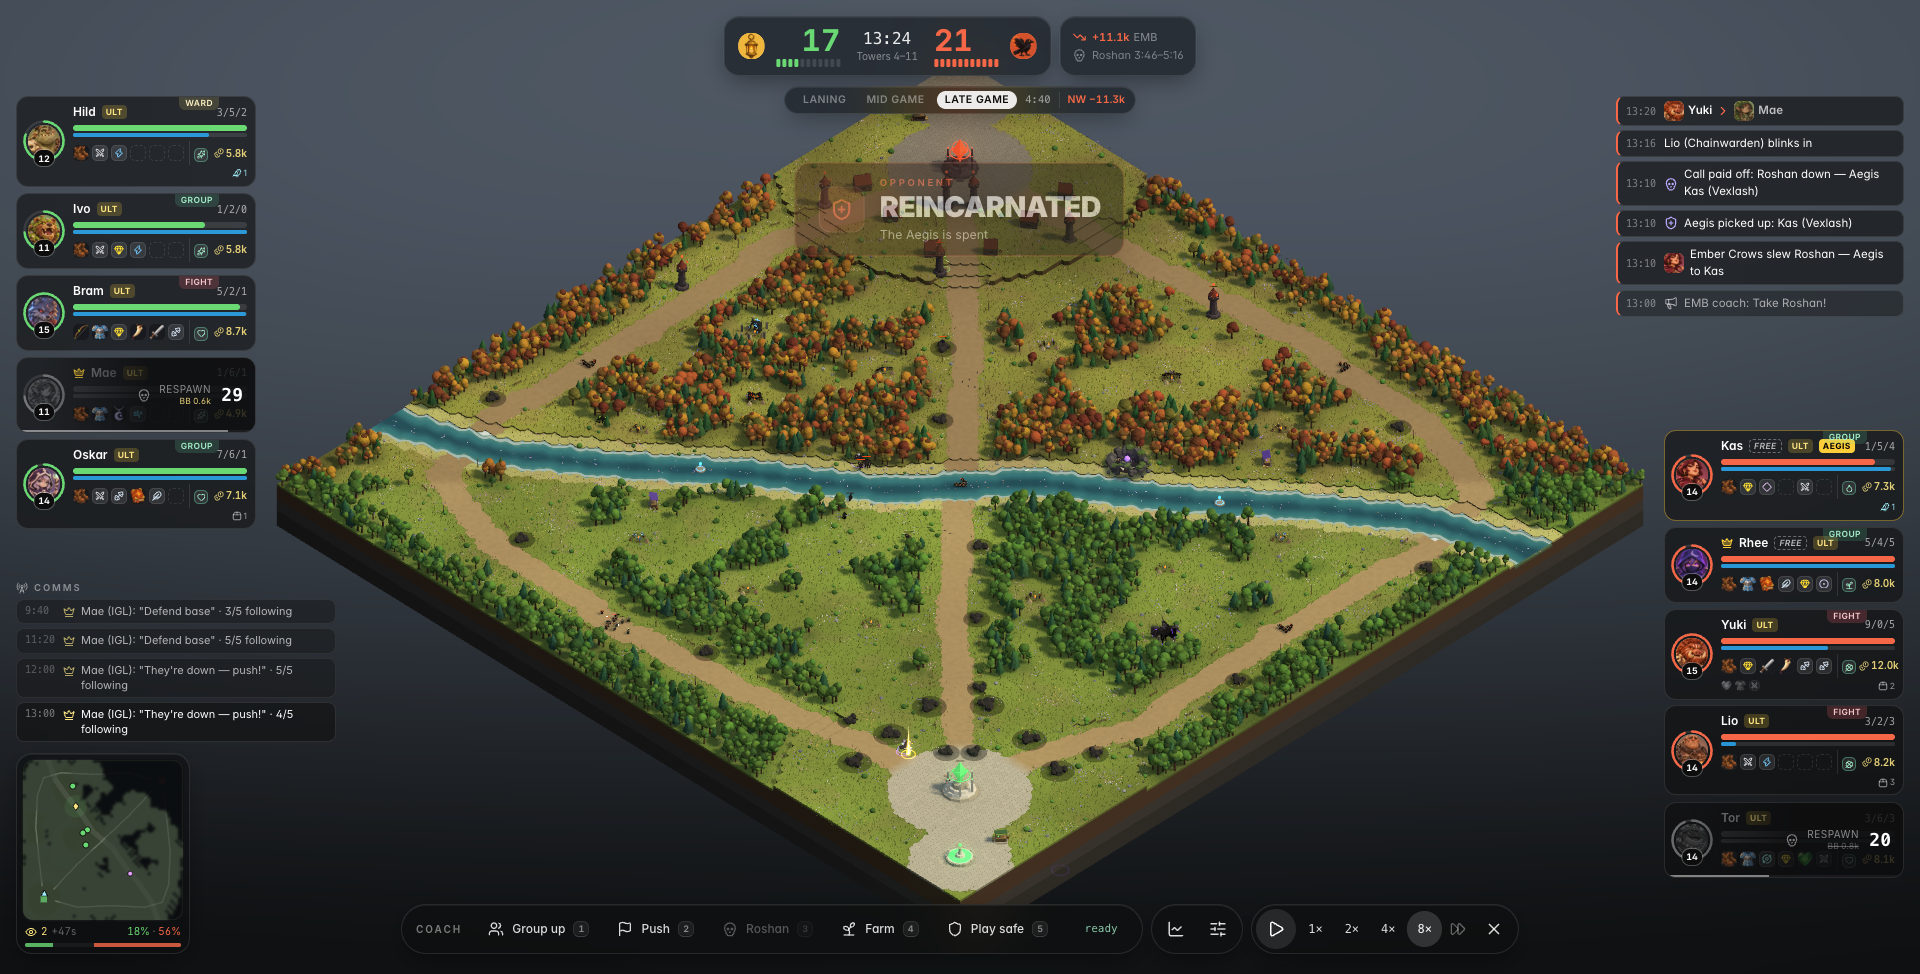 17
13:24
21
Towers 4–11
+11.1k EMB
Roshan 3:46–5:16
LANING
MID GAME
LATE GAME
4:40
NW −11.3k
OPPONENT
REINCARNATED
The Aegis is spent
WARD
Hild ULT 3/5/2
12
5.8k
1
GROUP
Ivo ULT 1/2/0
11
5.8k
FIGHT
Bram ULT 5/2/1
15
8.7k
Mae ULT 1/6/1
RESPAWN 29
BB 0.6k
11
4.9k
GROUP
Oskar ULT 7/6/1
14
7.1k
1
COMMS
9:40 Mae (IGL): "Defend base" · 3/5 following
11:20 Mae (IGL): "Defend base" · 5/5 following
12:00 Mae (IGL): "They're down — push!" · 5/5
following
13:00 Mae (IGL): "They're down — push!" · 4/5
following
2 +47s 18% · 56%
13:20 Yuki > Mae
13:16 Lio (Chainwarden) blinks in
13:10 Call paid off: Roshan down — Aegis
Kas (Vexlash)
13:10 Aegis picked up: Kas (Vexlash)
13:10 Ember Crows slew Roshan — Aegis
to Kas
13:00 EMB coach: Take Roshan!
GROUP
Kas FREE ULT AEGIS 1/5/4
14
7.3k
1
GROUP
Rhee FREE ULT 5/4/5
14
8.0k
FIGHT
Yuki ULT 9/0/5
15
12.0k
2
FIGHT
Lio ULT 3/2/3
14
8.2k
3
Tor ULT 3/6/3
RESPAWN 20
BB 0.8k
14
8.1k
COACH
Group up 1
Push 2
Roshan 3
Farm 4
Play safe 5
ready
1×
2×
4×
8×